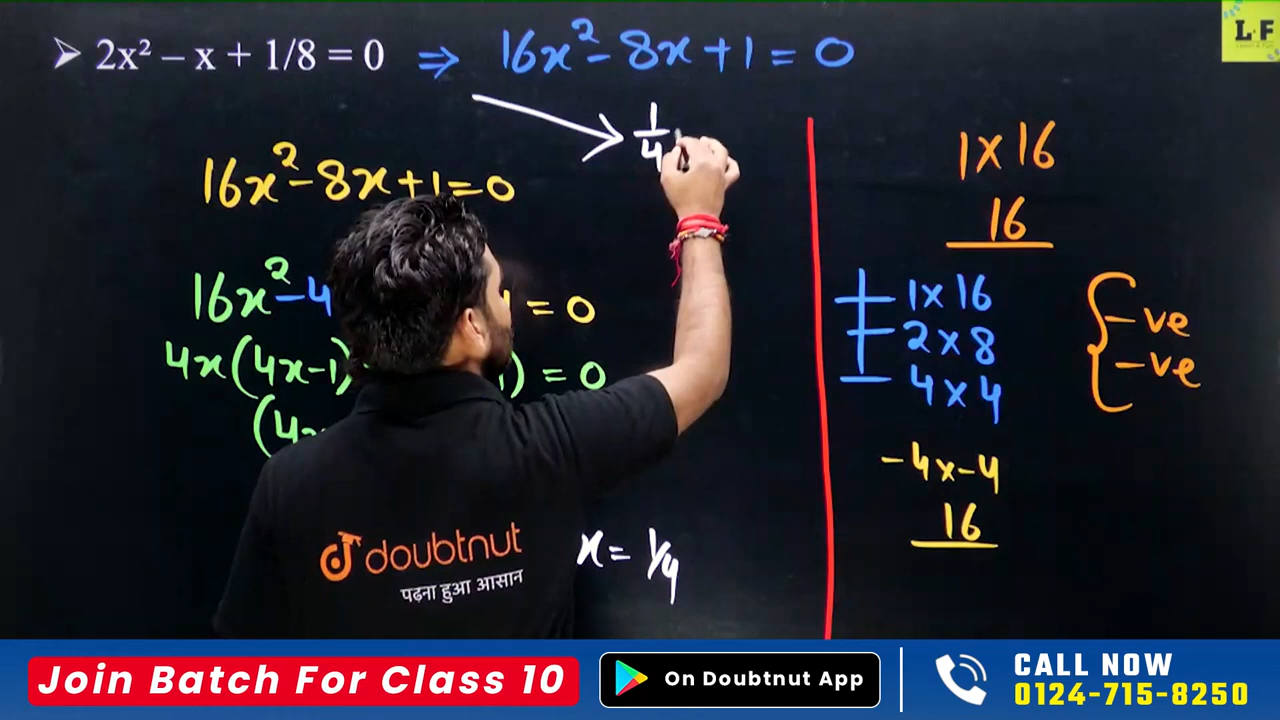 ➤ 2x² – x + 1/8 = 0 ⇒ 16x² - 8x + 1 = 0
L F
1/4
16x² - 8x + 1 = 0
16x² - 4 = 0
4x(4x-1) 1) = 0
(4x
x = 1/4
1 x 16
16
1 x 16
2 x 8
4 x 4
-ve
-ve
-4 x -4
16
doubtnut
पढ़ना हुआ आसान
Join Batch For Class 10
On Doubtnut App
CALL NOW
0124-715-8250